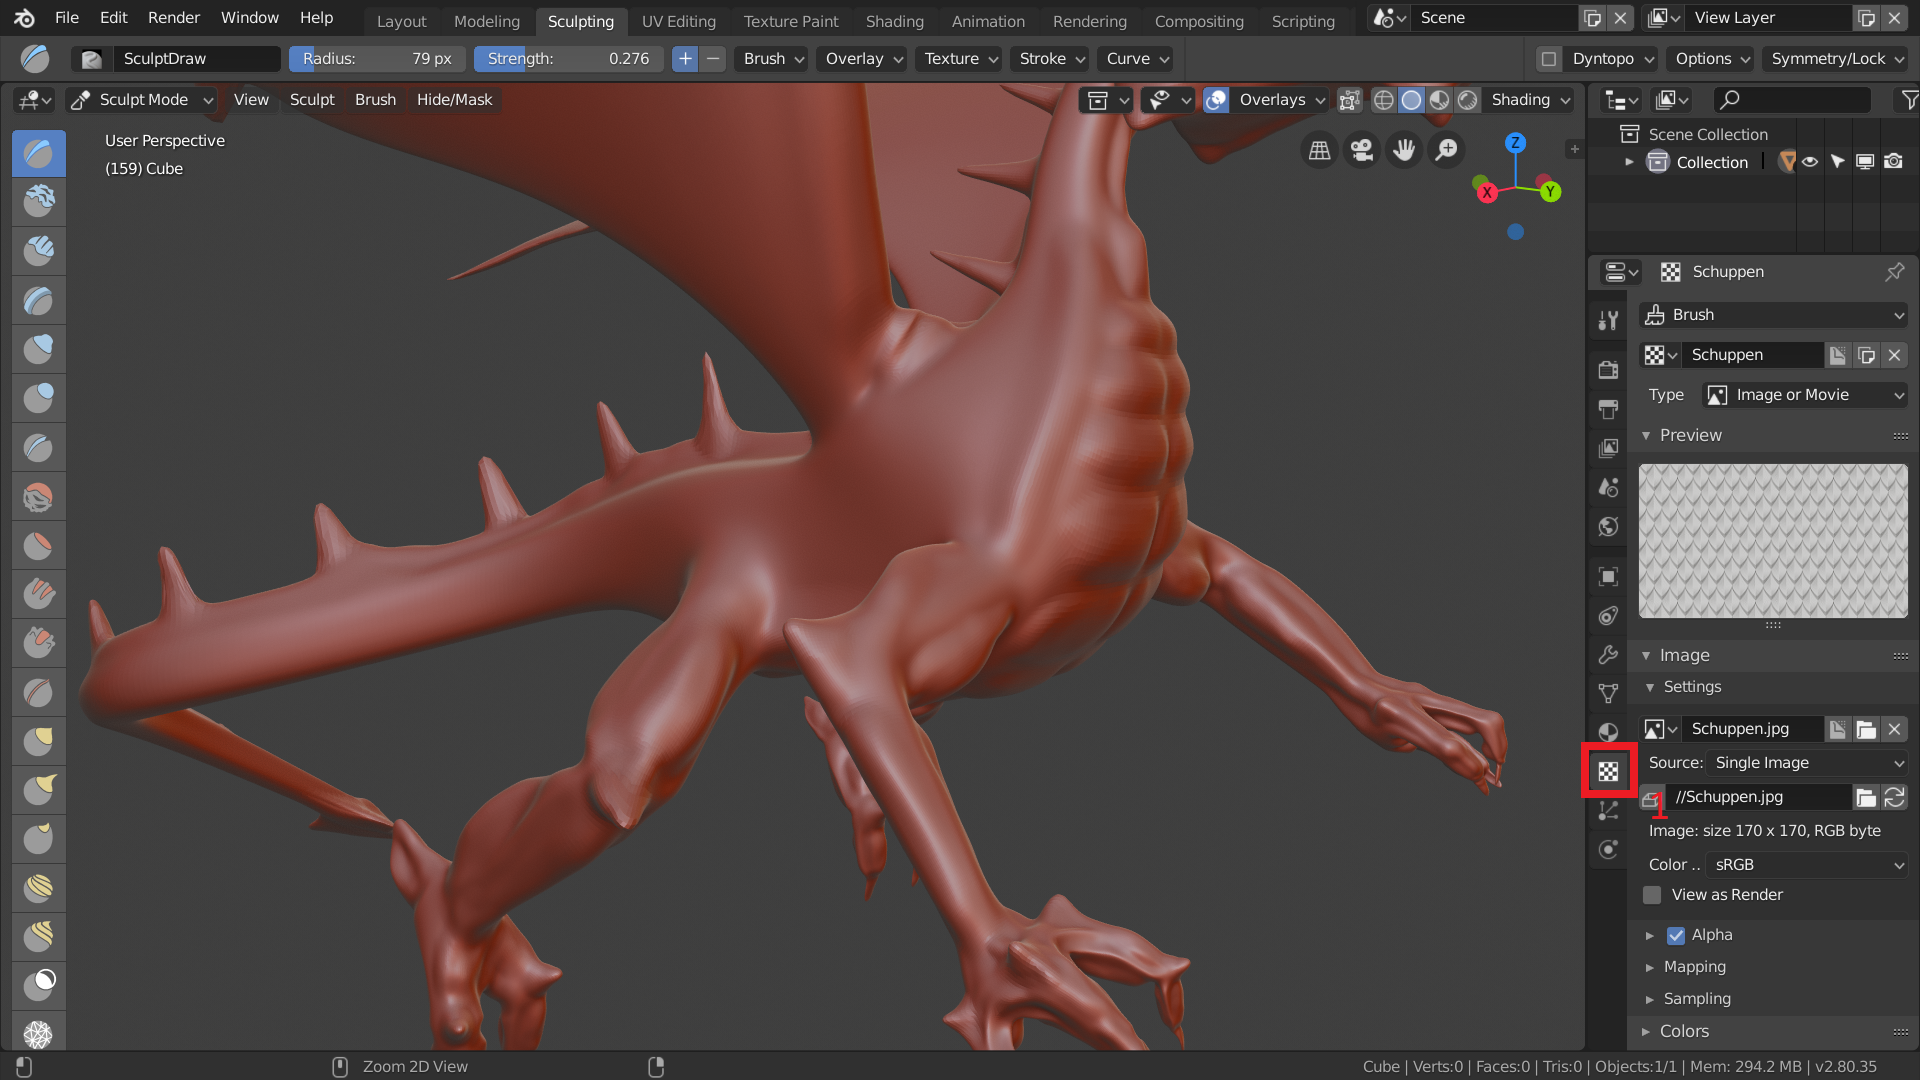 File Edit Render Window Help Layout Modeling Sculpting UV Editing Texture Paint Shading Animation Rendering Compositing Scripting Scene View Layer
SculptDraw Radius: 79 px Strength: 0.276 Brush Overlay Texture Stroke Curve Dyntopo Options Symmetry/Lock
Sculpt Mode View Sculpt Brush Hide/Mask Overlays Shading
User Perspective
(159) Cube
Z
X
Y
Scene Collection
Collection
Schuppen
Brush
Schuppen
Type Image or Movie
Preview
Image
Settings
Schuppen.jpg
Source: Single Image
//Schuppen.jpg
1
Image: size 170 x 170, RGB byte
Color .. sRGB
View as Render
Alpha
Mapping
Sampling
Colors
Zoom 2D View
Cube | Verts:0 | Faces:0 | Tris:0 | Objects:1/1 | Mem: 294.2 MB | v2.80.35